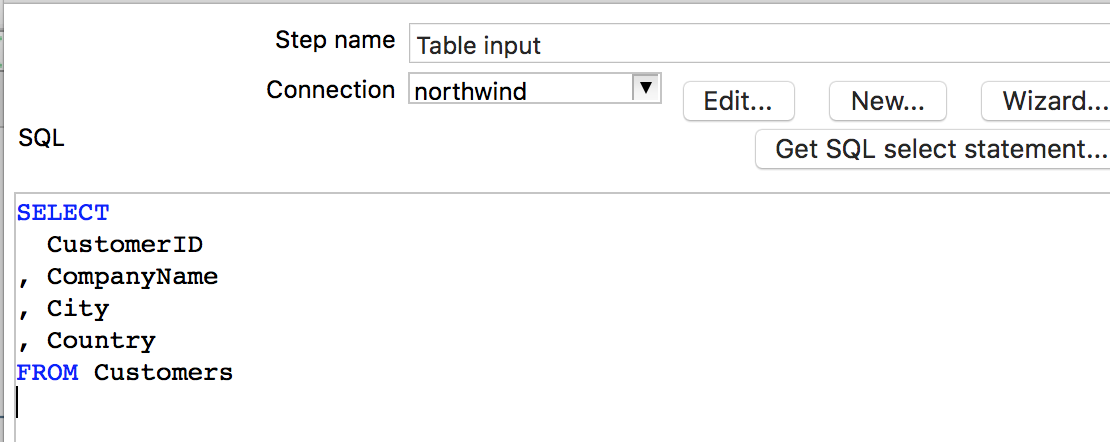 Step name Table input
Connection northwind ▼ Edit... New... Wizard...
SQL
Get SQL select statement...
SELECT
  CustomerID
, CompanyName
, City
, Country
FROM Customers